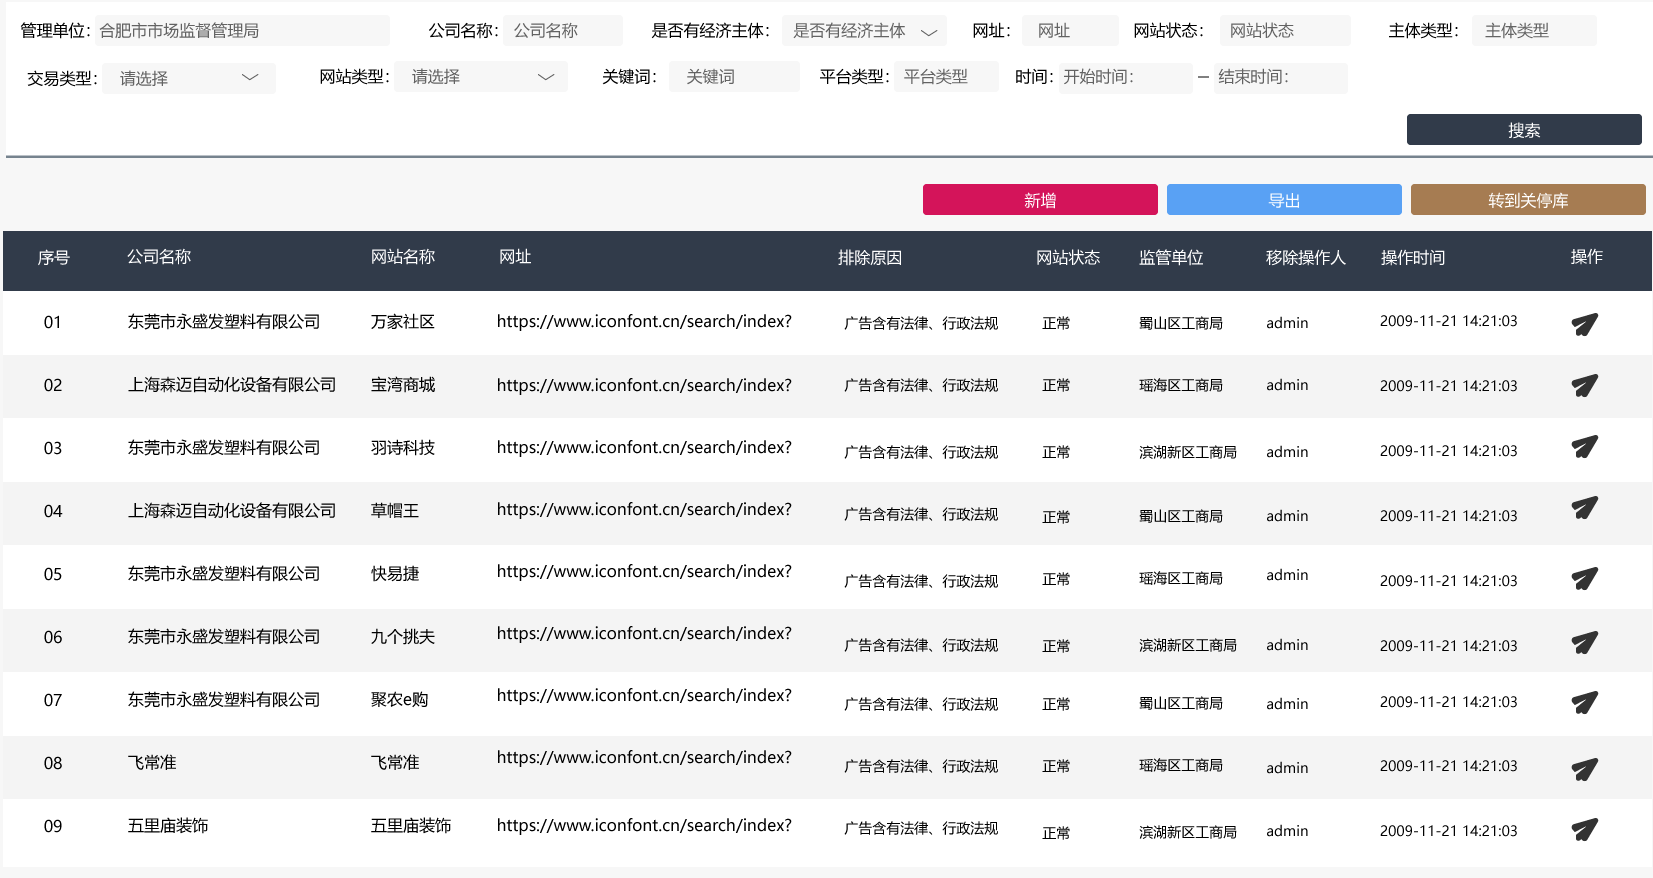 管理单位: 合肥市市场监督管理局 公司名称: 公司名称 是否有经济主体: 是否有经济主体 网址: 网址 网站状态: 网站状态 主体类型: 主体类型
交易类型: 请选择 网站类型: 请选择 关键词: 关键词 平台类型: 平台类型 时间: 开始时间: – 结束时间:
搜索
新增 导出 转到关停库
序号 公司名称 网站名称 网址 排除原因 网站状态 监管单位 移除操作人 操作时间 操作
01 东莞市永盛发塑料有限公司 万家社区 https://www.iconfont.cn/search/index? 广告含有法律、行政法规 正常 蜀山区工商局 admin 2009-11-21 14:21:03
02 上海森迈自动化设备有限公司 宝湾商城 https://www.iconfont.cn/search/index? 广告含有法律、行政法规 正常 瑶海区工商局 admin 2009-11-21 14:21:03
03 东莞市永盛发塑料有限公司 羽诗科技 https://www.iconfont.cn/search/index? 广告含有法律、行政法规 正常 滨湖新区工商局 admin 2009-11-21 14:21:03
04 上海森迈自动化设备有限公司 草帽王 https://www.iconfont.cn/search/index? 广告含有法律、行政法规 正常 蜀山区工商局 admin 2009-11-21 14:21:03
05 东莞市永盛发塑料有限公司 快易捷 https://www.iconfont.cn/search/index? 广告含有法律、行政法规 正常 瑶海区工商局 admin 2009-11-21 14:21:03
06 东莞市永盛发塑料有限公司 九个挑夫 https://www.iconfont.cn/search/index? 广告含有法律、行政法规 正常 滨湖新区工商局 admin 2009-11-21 14:21:03
07 东莞市永盛发塑料有限公司 聚农e购 https://www.iconfont.cn/search/index? 广告含有法律、行政法规 正常 蜀山区工商局 admin 2009-11-21 14:21:03
08 飞常准 飞常准 https://www.iconfont.cn/search/index? 广告含有法律、行政法规 正常 瑶海区工商局 admin 2009-11-21 14:21:03
09 五里庙装饰 五里庙装饰 https://www.iconfont.cn/search/index? 广告含有法律、行政法规 正常 滨湖新区工商局 admin 2009-11-21 14:21:03